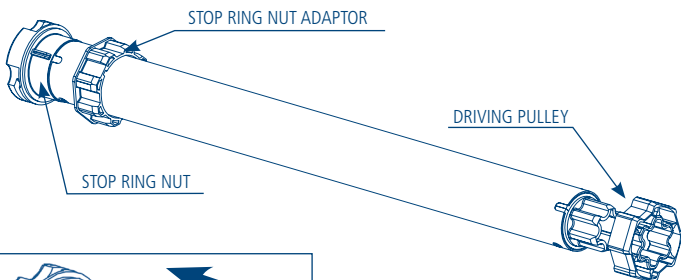 STOP RING NUT ADAPTOR
DRIVING PULLEY
STOP RING NUT